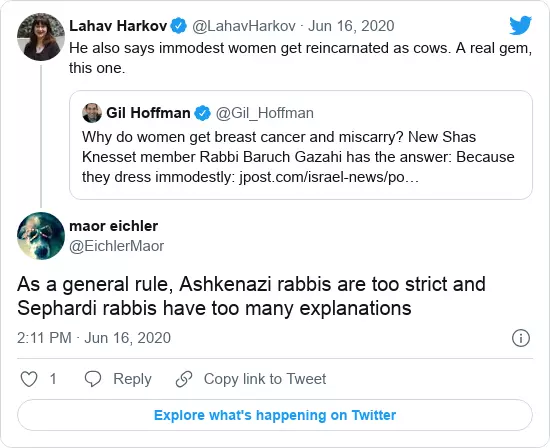 Lahav Harkov @LahavHarkov · Jun 16, 2020
He also says immodest women get reincarnated as cows. A real gem,
this one.
Gil Hoffman @Gil_Hoffman
Why do women get breast cancer and miscarry? New Shas
Knesset member Rabbi Baruch Gazahi has the answer: Because
they dress immodestly: jpost.com/israel-news/po…
maor eichler
@EichlerMaor
As a general rule, Ashkenazi rabbis are too strict and
Sephardi rabbis have too many explanations
2:11 PM · Jun 16, 2020
1 Reply Copy link to Tweet
Explore what's happening on Twitter